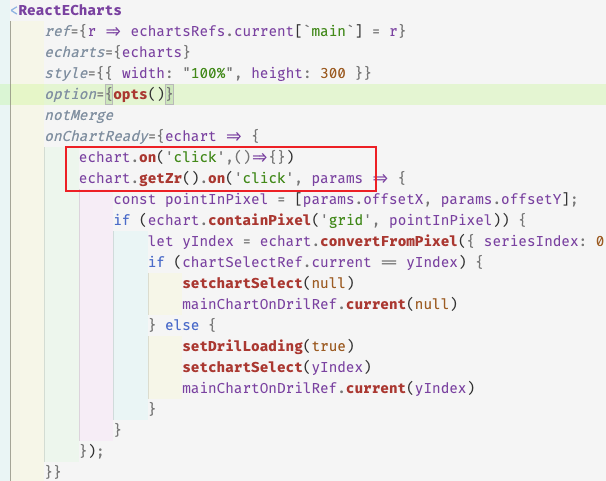 <ReactECharts
ref={r => echartsRefs.current[`main`] = r}
echarts={echarts}
style={{ width: "100%", height: 300 }}
option={opts()}
notMerge
onChartReady={echart => {
echart.on('click',()=>{})
echart.getZr().on('click', params => {
const pointInPixel = [params.offsetX, params.offsetY];
if (echart.containPixel('grid', pointInPixel)) {
let yIndex = echart.convertFromPixel({ seriesIndex: 0
if (chartSelectRef.current == yIndex) {
setchartSelect(null)
mainChartOnDrilRef.current(null)
} else {
setDrilLoading(true)
setchartSelect(yIndex)
mainChartOnDrilRef.current(yIndex)
}
}
});
}}